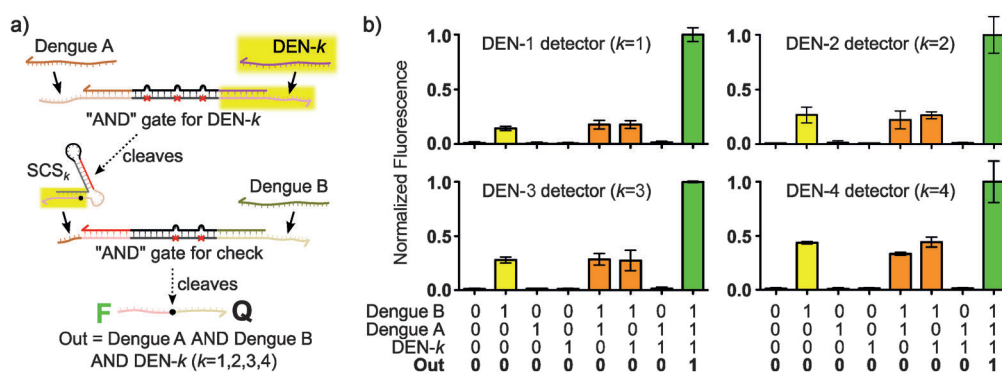 a)
Dengue A
DEN-k
"AND" gate for DEN-k
cleaves
SCSk
Dengue B
"AND" gate for check
cleaves
F Q
Out = Dengue A AND Dengue B
AND DEN-k (k=1,2,3,4)
b)
Normalized Fluorescence
DEN-1 detector (k=1)
1.0
0.5
0.0
DEN-2 detector (k=2)
1.0
0.5
0.0
DEN-3 detector (k=3)
1.0
0.5
0.0
DEN-4 detector (k=4)
1.0
0.5
0.0
Dengue B 0 1 0 0 1 1 0 1 0 1 0 0 1 1 0 1
Dengue A 0 0 1 0 1 0 1 1 0 0 1 0 1 0 1 1
DEN-k 0 0 0 1 0 1 1 1 0 0 0 1 0 1 1 1
Out 0 0 0 0 0 0 0 1 0 0 0 0 0 0 0 1